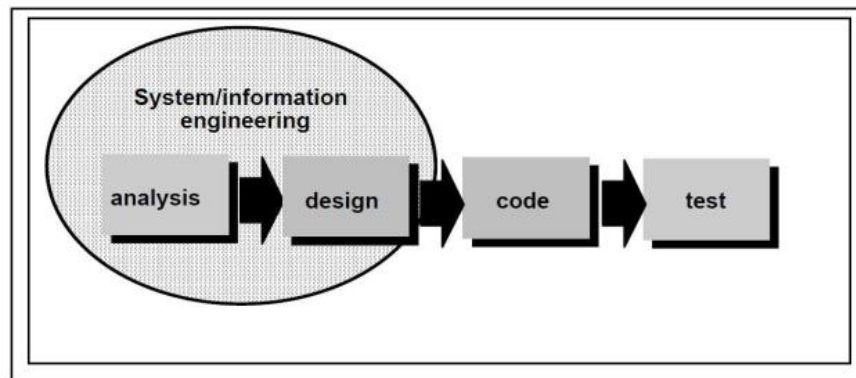 System/information
engineering
analysis
design
code
test